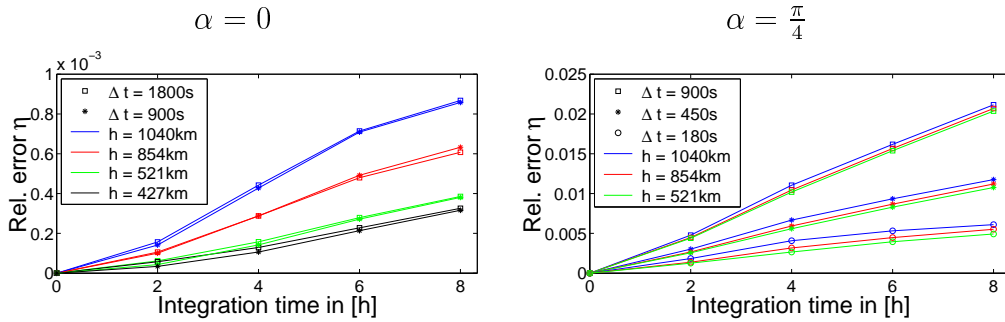 α = 0
× 10⁻³
1
0.8
0.6
0.4
0.2
0
Rel. error η
Δ t = 1800s
Δ t = 900s
h = 1040km
h = 854km
h = 521km
h = 427km
0 2 4 6 8
Integration time in [h]
α = π/4
0.025
0.02
0.015
0.01
0.005
0
Rel. error η
Δ t = 900s
Δ t = 450s
Δ t = 180s
h = 1040km
h = 854km
h = 521km
0 2 4 6 8
Integration time in [h]